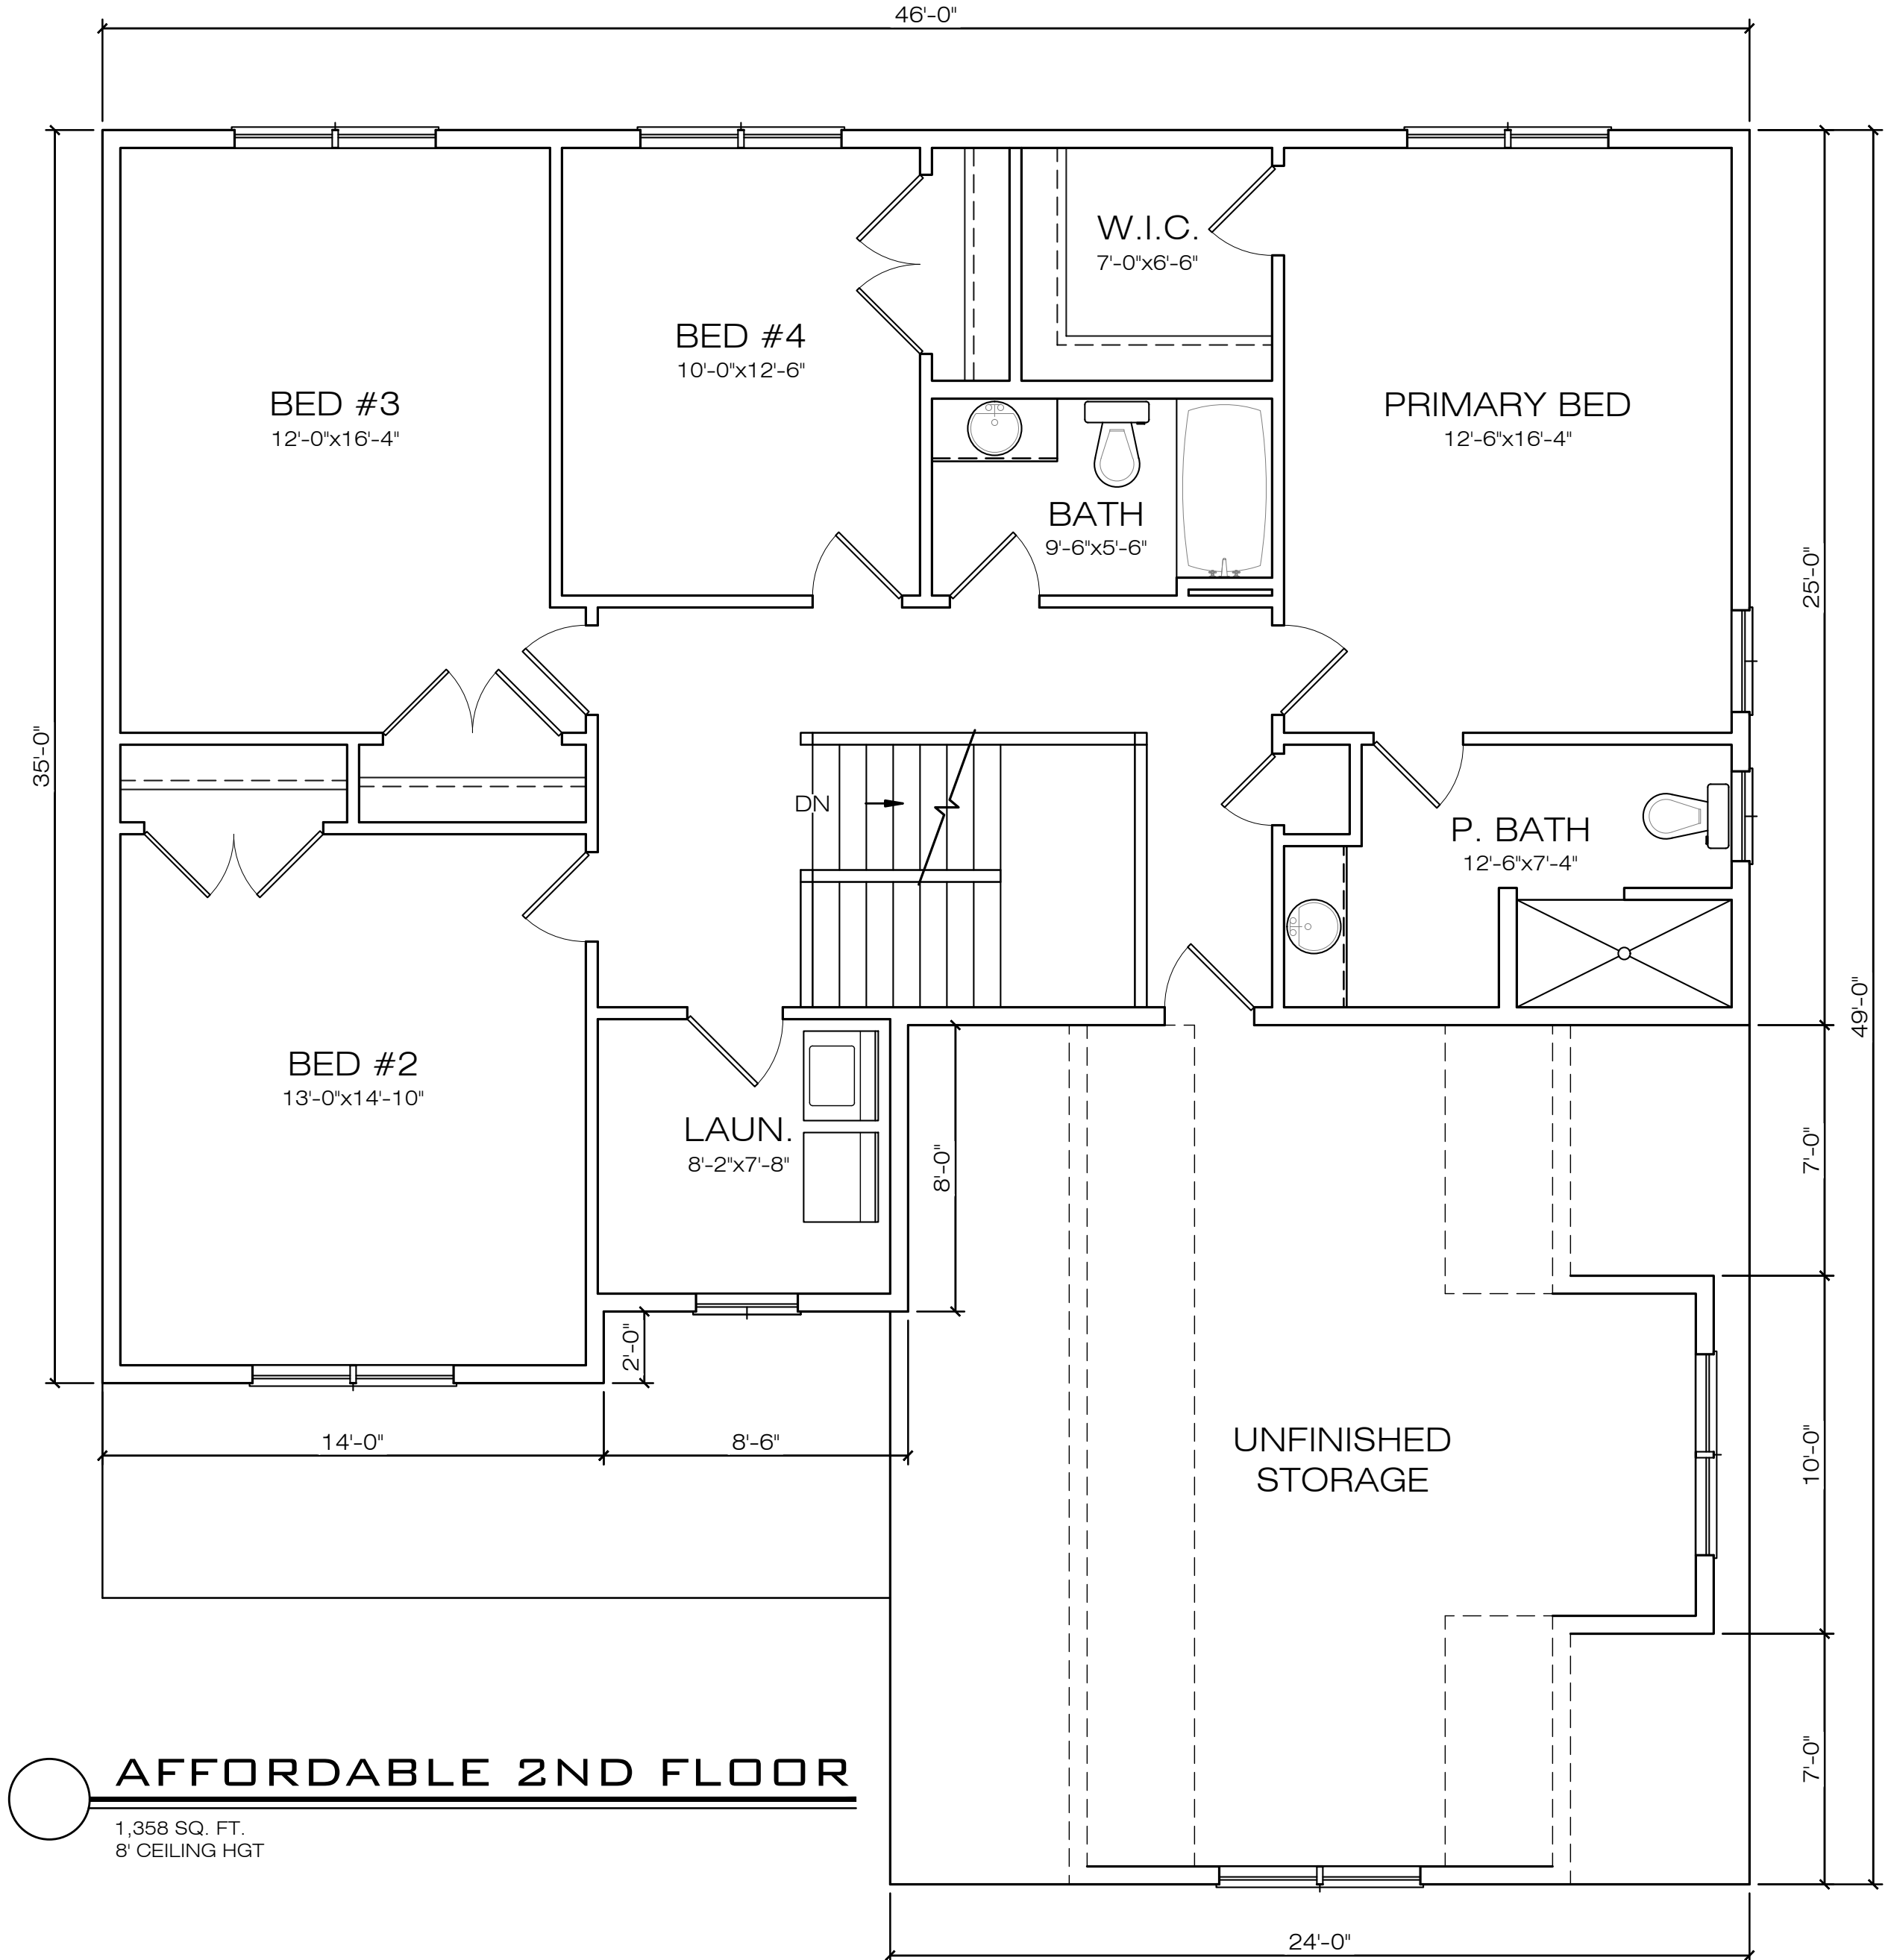 46'-0"
W.I.C.
7'-0"x6'-6"
BED #4
10'-0"x12'-6"
BED #3
12'-0"x16'-4"
PRIMARY BED
12'-6"x16'-4"
BATH
9'-6"x5'-6"
25'-0"
35'-0"
DN
P. BATH
12'-6"x7'-4"
49'-0"
BED #2
13'-0"x14'-10"
LAUN.
8'-2"x7'-8"
8'-0"
7'-0"
2'-0"
14'-0"
8'-6"
UNFINISHED
STORAGE
10'-0"
7'-0"
AFFORDABLE 2ND FLOOR
1,358 SQ. FT.
8' CEILING HGT
24'-0"